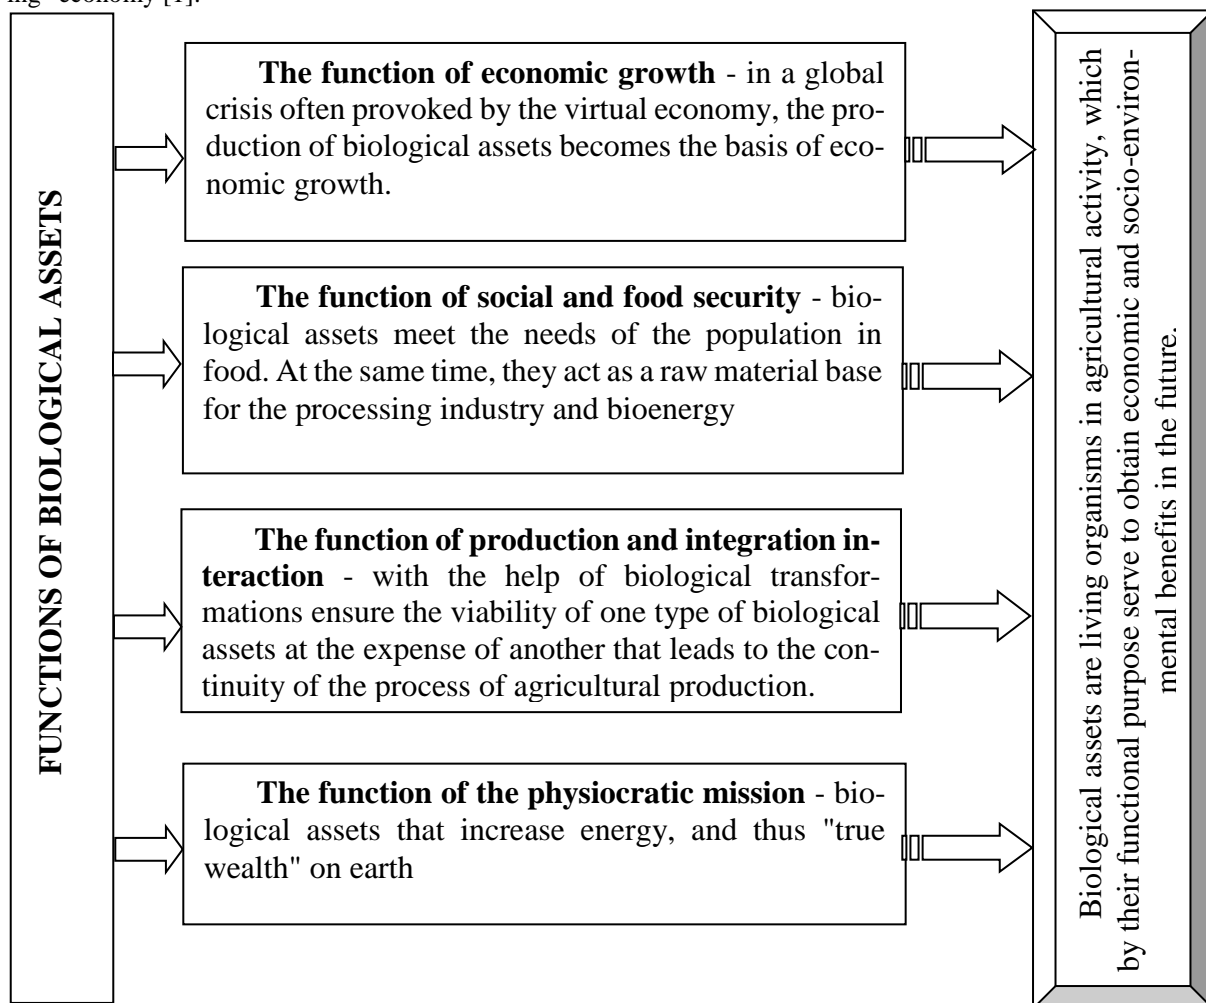 ing" economy [1].
FUNCTIONS OF BIOLOGICAL ASSETS
The function of economic growth - in a global
crisis often provoked by the virtual economy, the pro-
duction of biological assets becomes the basis of eco-
nomic growth.
The function of social and food security - bio-
logical assets meet the needs of the population in
food. At the same time, they act as a raw material base
for the processing industry and bioenergy
The function of production and integration in-
teraction - with the help of biological transfor-
mations ensure the viability of one type of biological
assets at the expense of another that leads to the con-
tinuity of the process of agricultural production.
The function of the physiocratic mission - bio-
logical assets that increase energy, and thus "true
wealth" on earth
Biological assets are living organisms in agricultural activity, which
by their functional purpose serve to obtain economic and socio-environ-
mental benefits in the future.